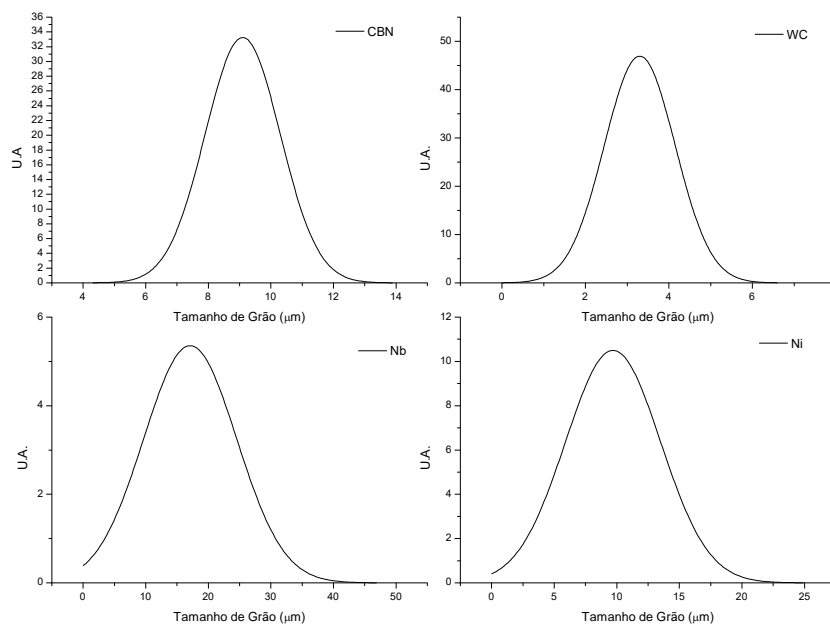 36
34
32
30
28
26
24
22
20
18
16
14
12
10
8
6
4
2
0
U.A
CBN
4 6 8 10 12 14
Tamanho de Grão (μm)
50
40
30
20
10
0
U.A.
WC
0 2 4 6
Tamanho de Grão (μm)
6
4
2
0
U.A.
Nb
0 10 20 30 40 50
Tamanho de Grão (μm)
12
10
8
6
4
2
0
U.A.
Ni
0 5 10 15 20 25
Tamanho de Grão (μm)